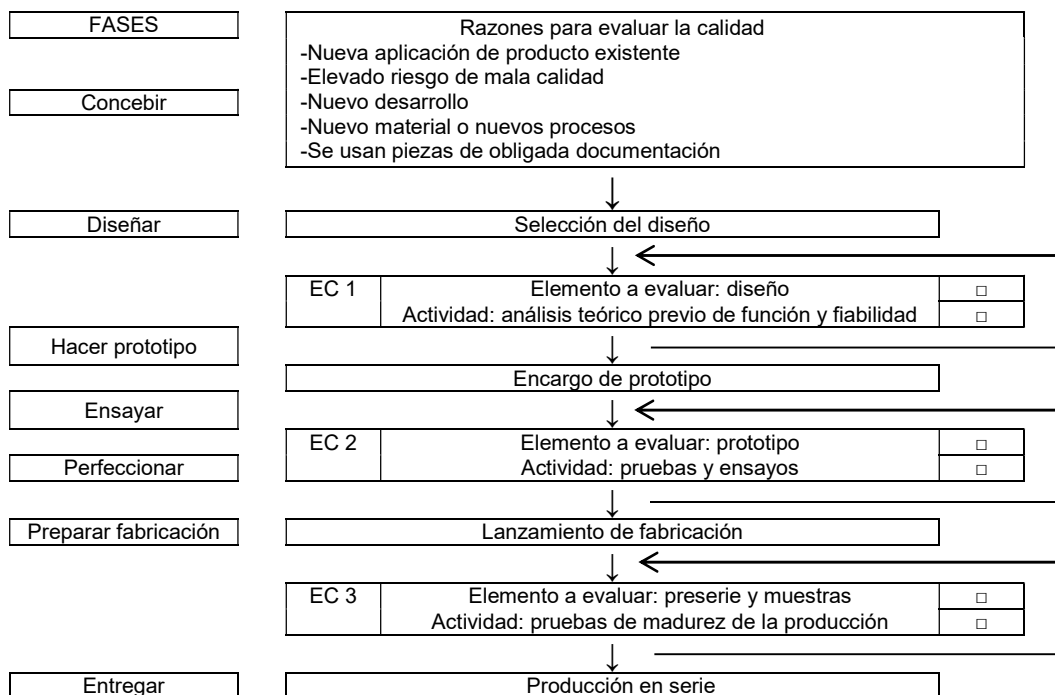 FASES
Razones para evaluar la calidad
-Nueva aplicación de producto existente
-Elevado riesgo de mala calidad
Concebir
-Nuevo desarrollo
-Nuevo material o nuevos procesos
-Se usan piezas de obligada documentación
Diseñar
Selección del diseño
EC 1
Elemento a evaluar: diseño
Actividad: análisis teórico previo de función y fiabilidad
Hacer prototipo
Encargo de prototipo
Ensayar
EC 2
Elemento a evaluar: prototipo
Perfeccionar
Actividad: pruebas y ensayos
Preparar fabricación
Lanzamiento de fabricación
EC 3
Elemento a evaluar: preserie y muestras
Actividad: pruebas de madurez de la producción
Entregar
Producción en serie